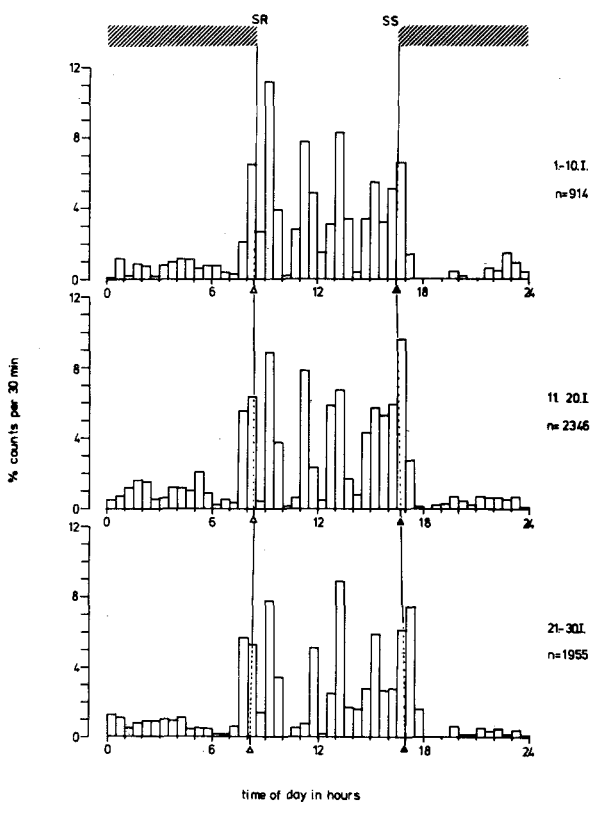 SR SS
12
8
4
0
0 6 12 18 24
1.-10.I.
n=914
12
8
4
0
0 6 12 18 24
11. 20.I.
n= 2346
12
8
4
0
0 6 12 18 24
21.-30.I.
n=1955
% counts per 30 min
time of day in hours